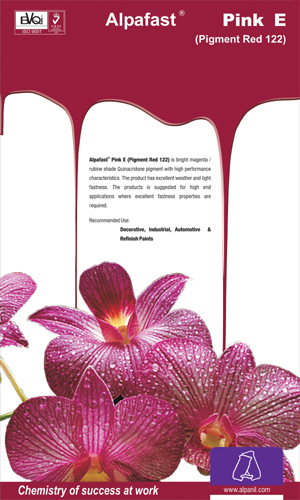 BVQi
ISO 9001
Alpafast ® Pink E
(Pigment Red 122)
Alpafast® Pink E (Pigment Red 122) is bright magenta /
rubine shade Quinacridone pigment with high performance
characteristics. The product has excellent weather and light
fastness. The products is suggested for high end
applications where excellent fastness properties are
required.
Recommended Use:
Decorative, Industrial, Automotive &
Refinish Paints
Chemistry of success at work
www.alpanil.com